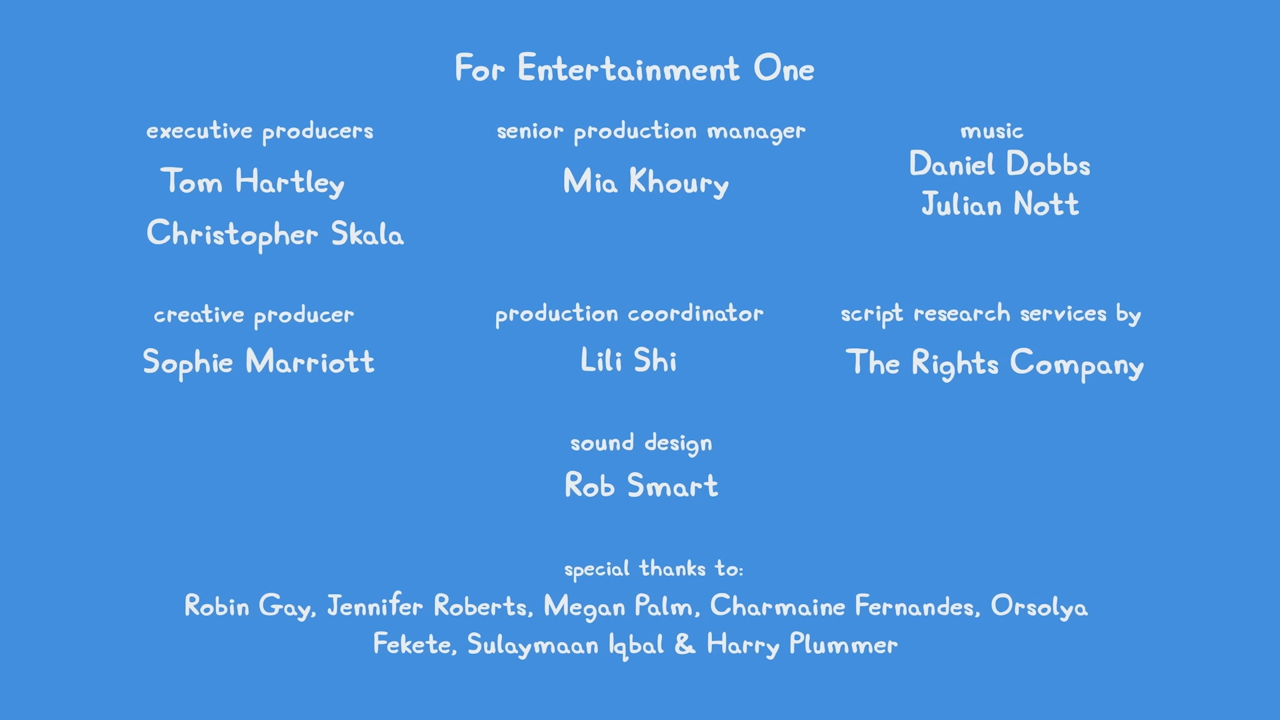 For Entertainment One
executive producers
Tom Hartley
Christopher Skala
senior production manager
Mia Khoury
music
Daniel Dobbs
Julian Nott
creative producer
Sophie Marriott
production coordinator
Lili Shi
script research services by
The Rights Company
sound design
Rob Smart
special thanks to:
Robin Gay, Jennifer Roberts, Megan Palm, Charmaine Fernandes, Orsolya
Fekete, Sulaymaan Iqbal & Harry Plummer